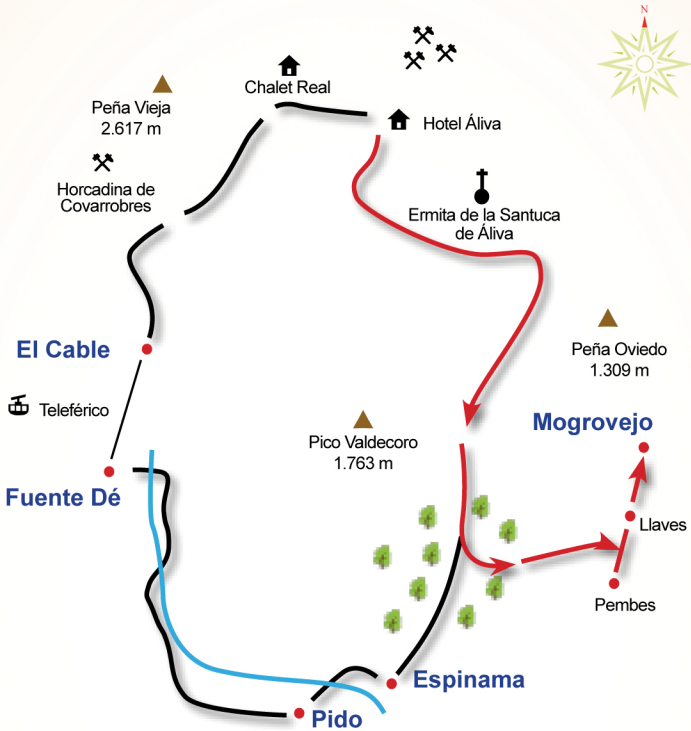 N
Chalet Real
Peña Vieja
2.617 m
Hotel Áliva
Horcadina de
Covarrobres
Ermita de la Santuca
de Áliva
El Cable
Peña Oviedo
1.309 m
Teleférico
Mogrovejo
Pico Valdecoro
1.763 m
Fuente Dé
Llaves
Pembes
Espinama
Pido